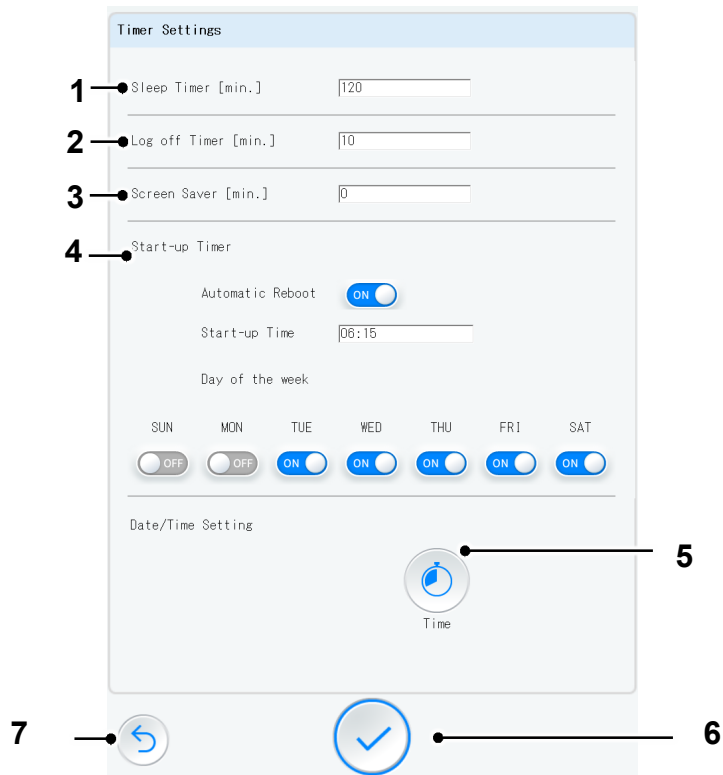 Timer Settings
1 Sleep Timer [min.] 120
2 Log off Timer [min.] 10
3 Screen Saver [min.] 0
4 Start-up Timer
Automatic Reboot ON
Start-up Time 06:15
Day of the week
SUN MON TUE WED THU FRI SAT
OFF OFF ON ON ON ON ON
Date/Time Setting
5
Time
7 6